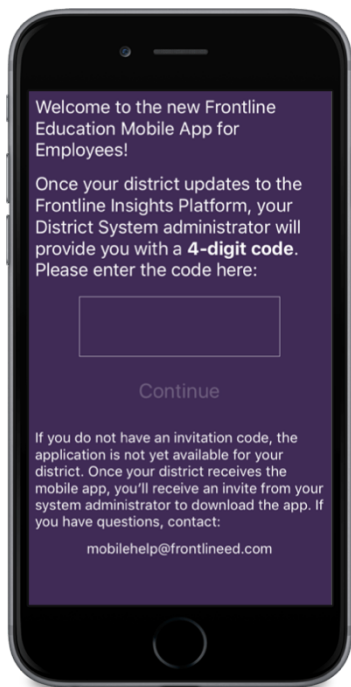 Welcome to the new Frontline
Education Mobile App for
Employees!
Once your district updates to the
Frontline Insights Platform, your
District System administrator will
provide you with a 4-digit code.
Please enter the code here:
Continue
If you do not have an invitation code, the
application is not yet available for your
district. Once your district receives the
mobile app, you'll receive an invite from your
system administrator to download the app. If
you have questions, contact:
mobilehelp@frontlineed.com